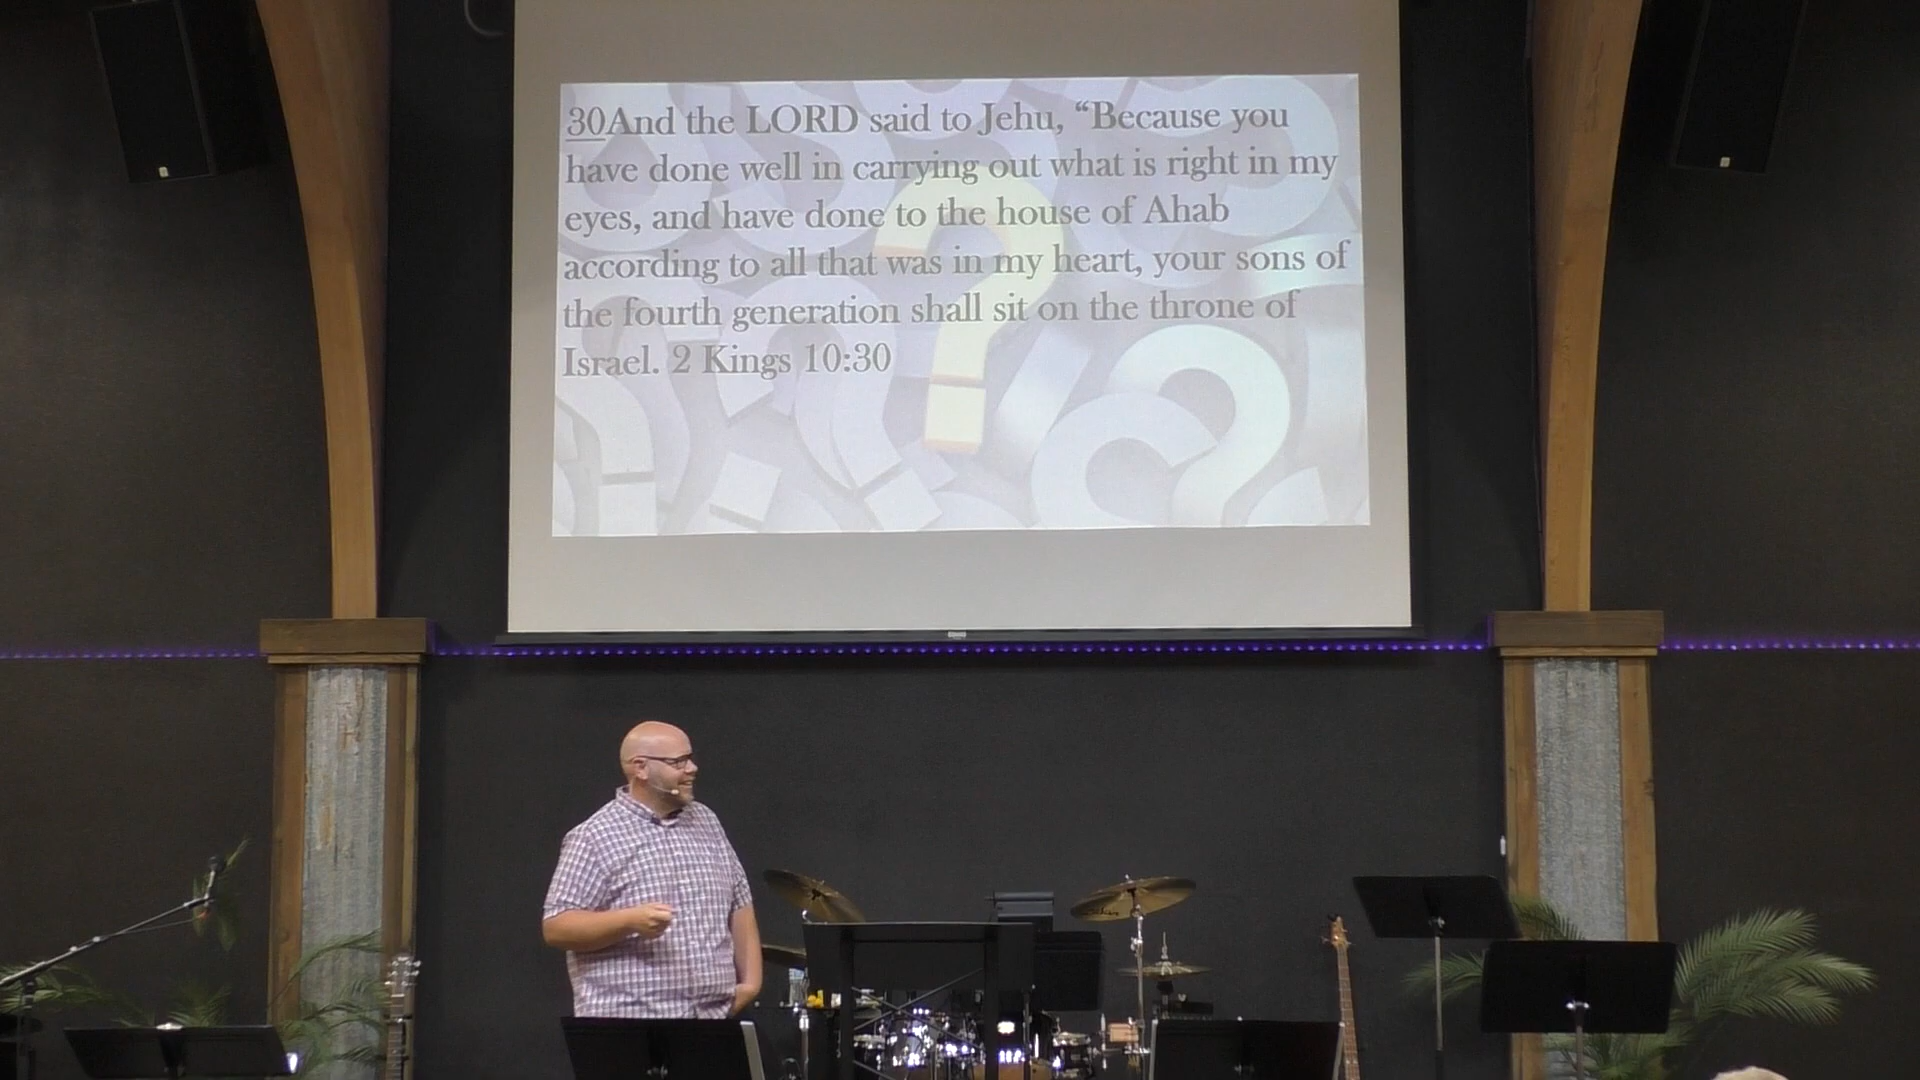 30And the LORD said to Jehu, “Because you
have done well in carrying out what is right in my
eyes, and have done to the house of Ahab
according to all that was in my heart, your sons of
the fourth generation shall sit on the throne of
Israel. 2 Kings 10:30